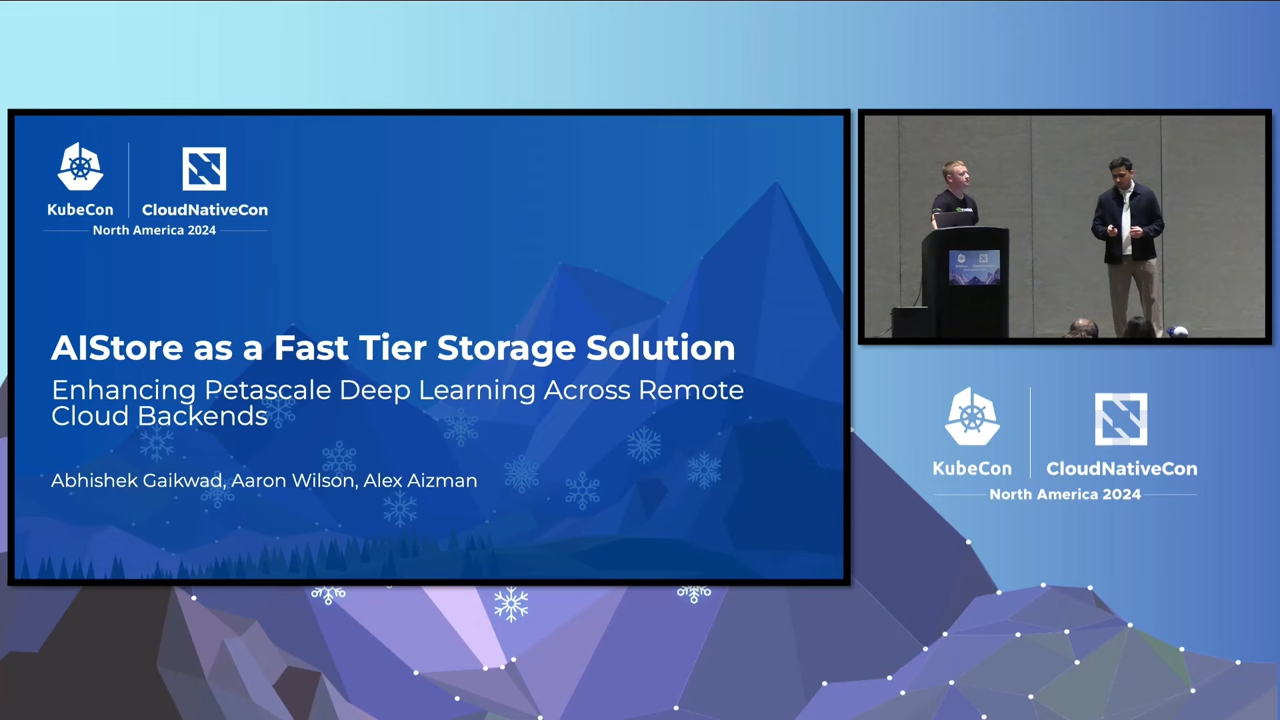 KubeCon
CloudNativeCon
North America 2024
AIStore as a Fast Tier Storage Solution
Enhancing Petascale Deep Learning Across Remote
Cloud Backends
Abhishek Gaikwad, Aaron Wilson, Alex Aizman
KubeCon
CloudNativeCon
North America 2024